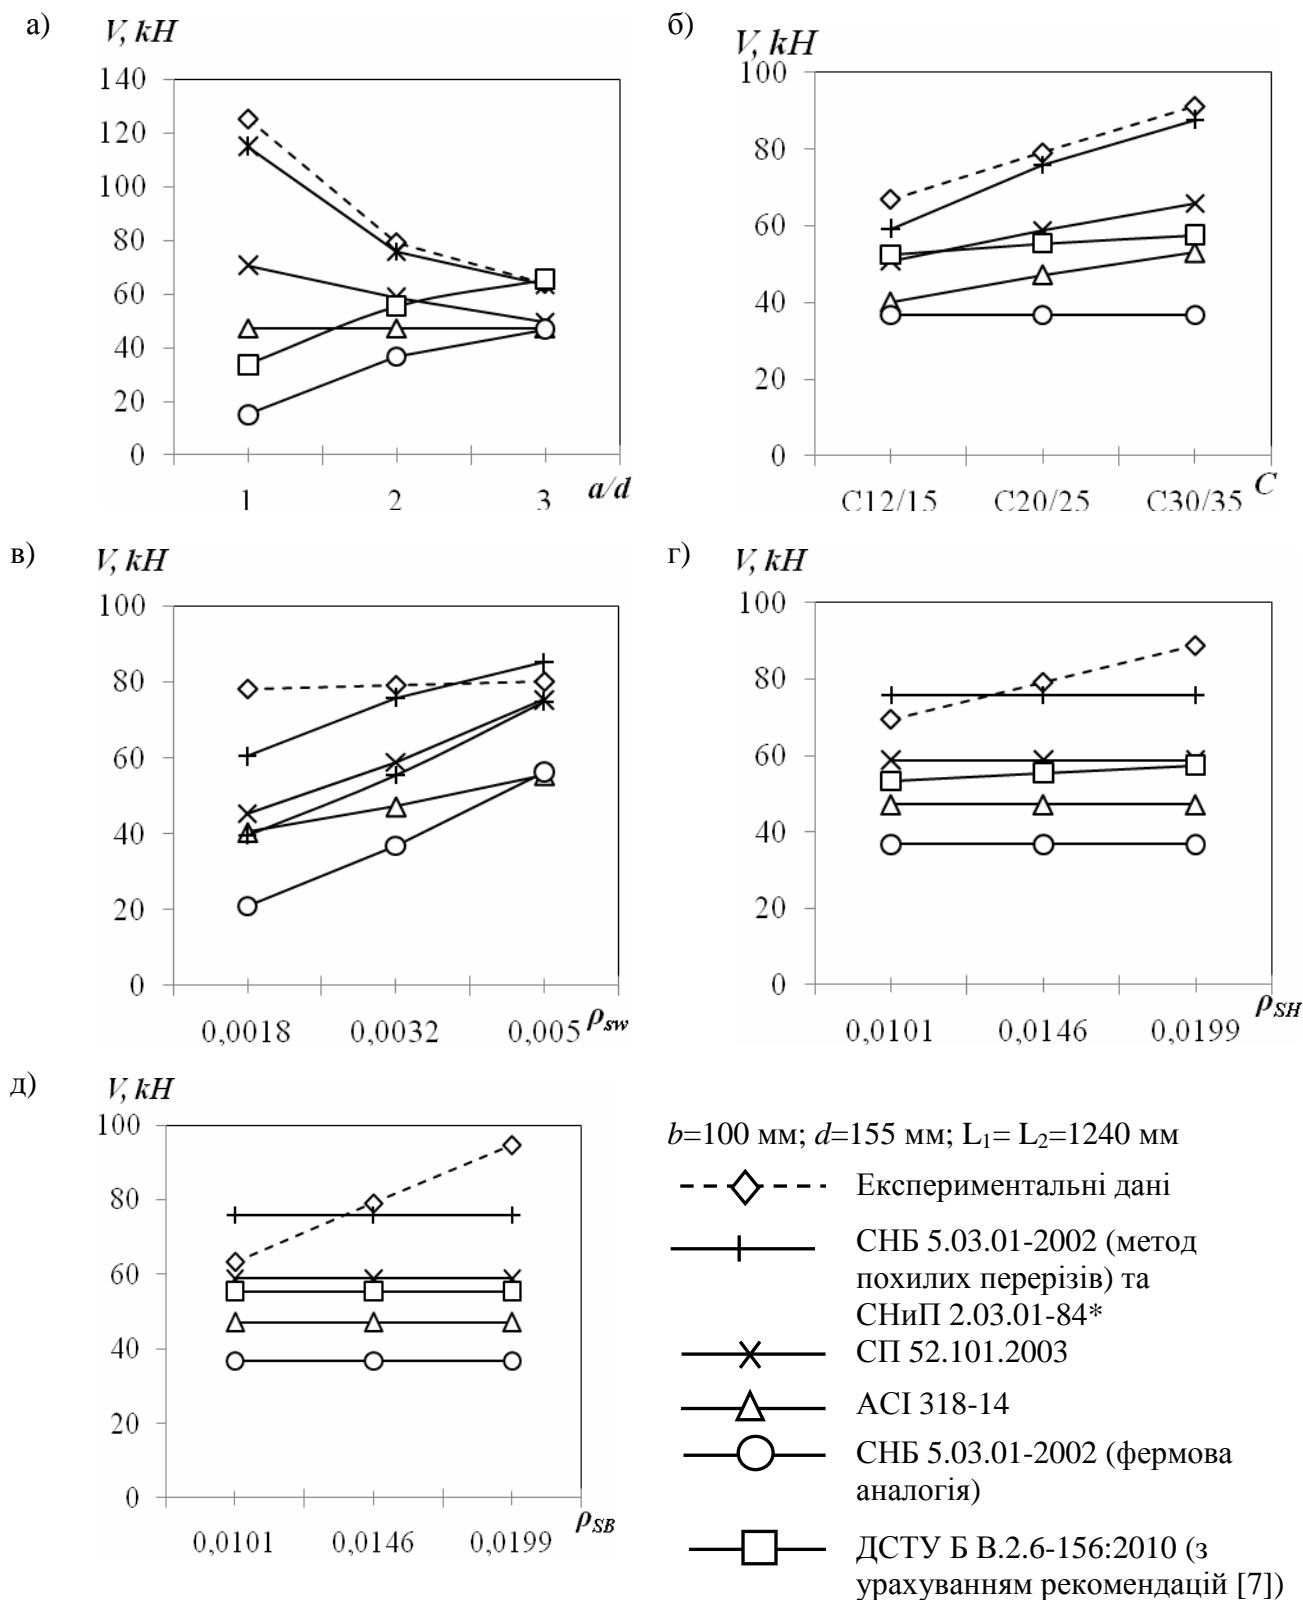 а)
V, kH
140
120
100
80
60
40
20
0
1 2 3 a/d
б)
V, kH
100
80
60
40
20
0
C12/15 C20/25 C30/35 C
в)
V, kH
100
80
60
40
20
0
0,0018 0,0032 0,005 ρsw
г)
V, kH
100
80
60
40
20
0
0,0101 0,0146 0,0199 ρSH
д)
V, kH
100
80
60
40
20
0
0,0101 0,0146 0,0199 ρSB
b=100 мм; d=155 мм; L1= L2=1240 мм
Експериментальні дані
СНБ 5.03.01-2002 (метод
похилих перерізів) та
СНиП 2.03.01-84*
СП 52.101.2003
ACI 318-14
СНБ 5.03.01-2002 (фермова
аналогія)
ДСТУ Б В.2.6-156:2010 (з
урахуванням рекомендацій [7])